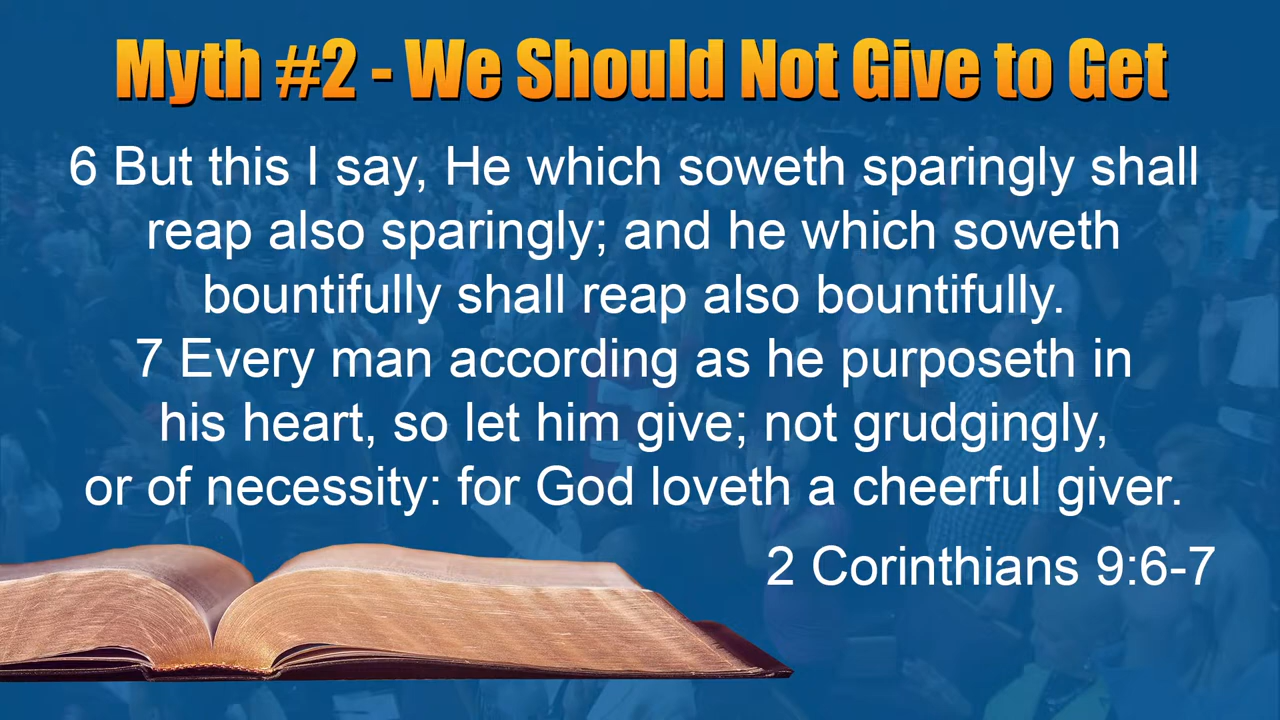 Myth #2 - We Should Not Give to Get
6 But this I say, He which soweth sparingly shall
reap also sparingly; and he which soweth
bountifully shall reap also bountifully.
7 Every man according as he purposeth in
his heart, so let him give; not grudgingly,
or of necessity: for God loveth a cheerful giver.
2 Corinthians 9:6-7